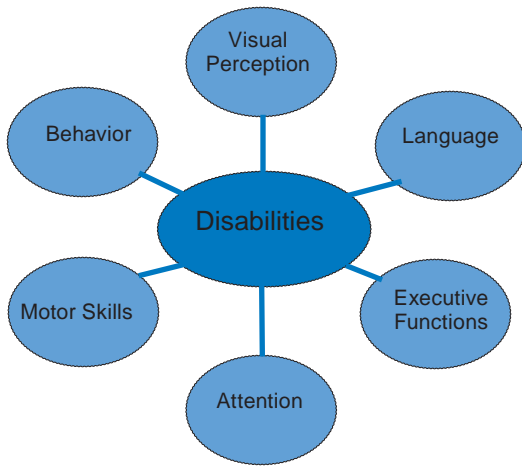 Visual
Perception
Behavior
Language
Disabilities
Motor Skills
Executive
Functions
Attention